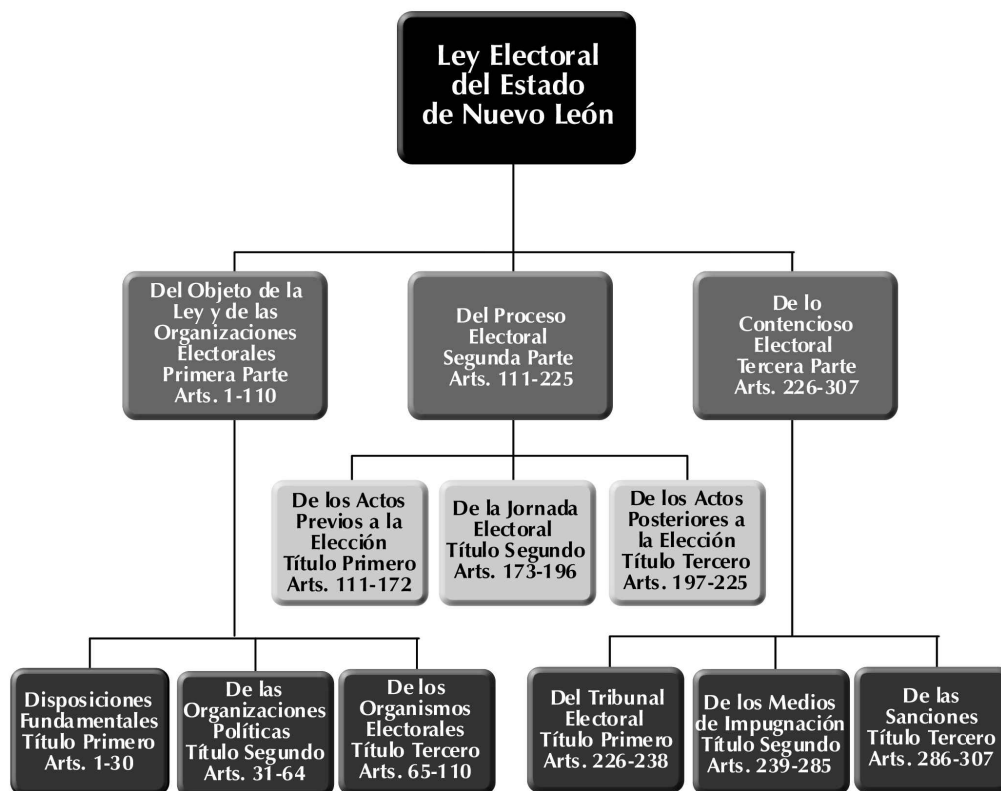 Ley Electoral
del Estado
de Nuevo León
Del Objeto de la
Ley y de las
Organizaciones
Electorales
Primera Parte
Arts. 1-110
Del Proceso
Electoral
Segunda Parte
Arts. 111-225
De lo
Contencioso
Electoral
Tercera Parte
Arts. 226-307
De los Actos
Previos a la
Elección
Título Primero
Arts. 111-172
De la Jornada
Electoral
Título Segundo
Arts. 173-196
De los Actos
Posteriores a
la Elección
Título Tercero
Arts. 197-225
Disposiciones
Fundamentales
Título Primero
Arts. 1-30
De las
Organizaciones
Políticas
Título Segundo
Arts. 31-64
De los
Organismos
Electorales
Título Tercero
Arts. 65-110
Del Tribunal
Electoral
Título Primero
Arts. 226-238
De los Medios
de Impugnación
Título Segundo
Arts. 239-285
De las
Sanciones
Título Tercero
Arts. 286-307